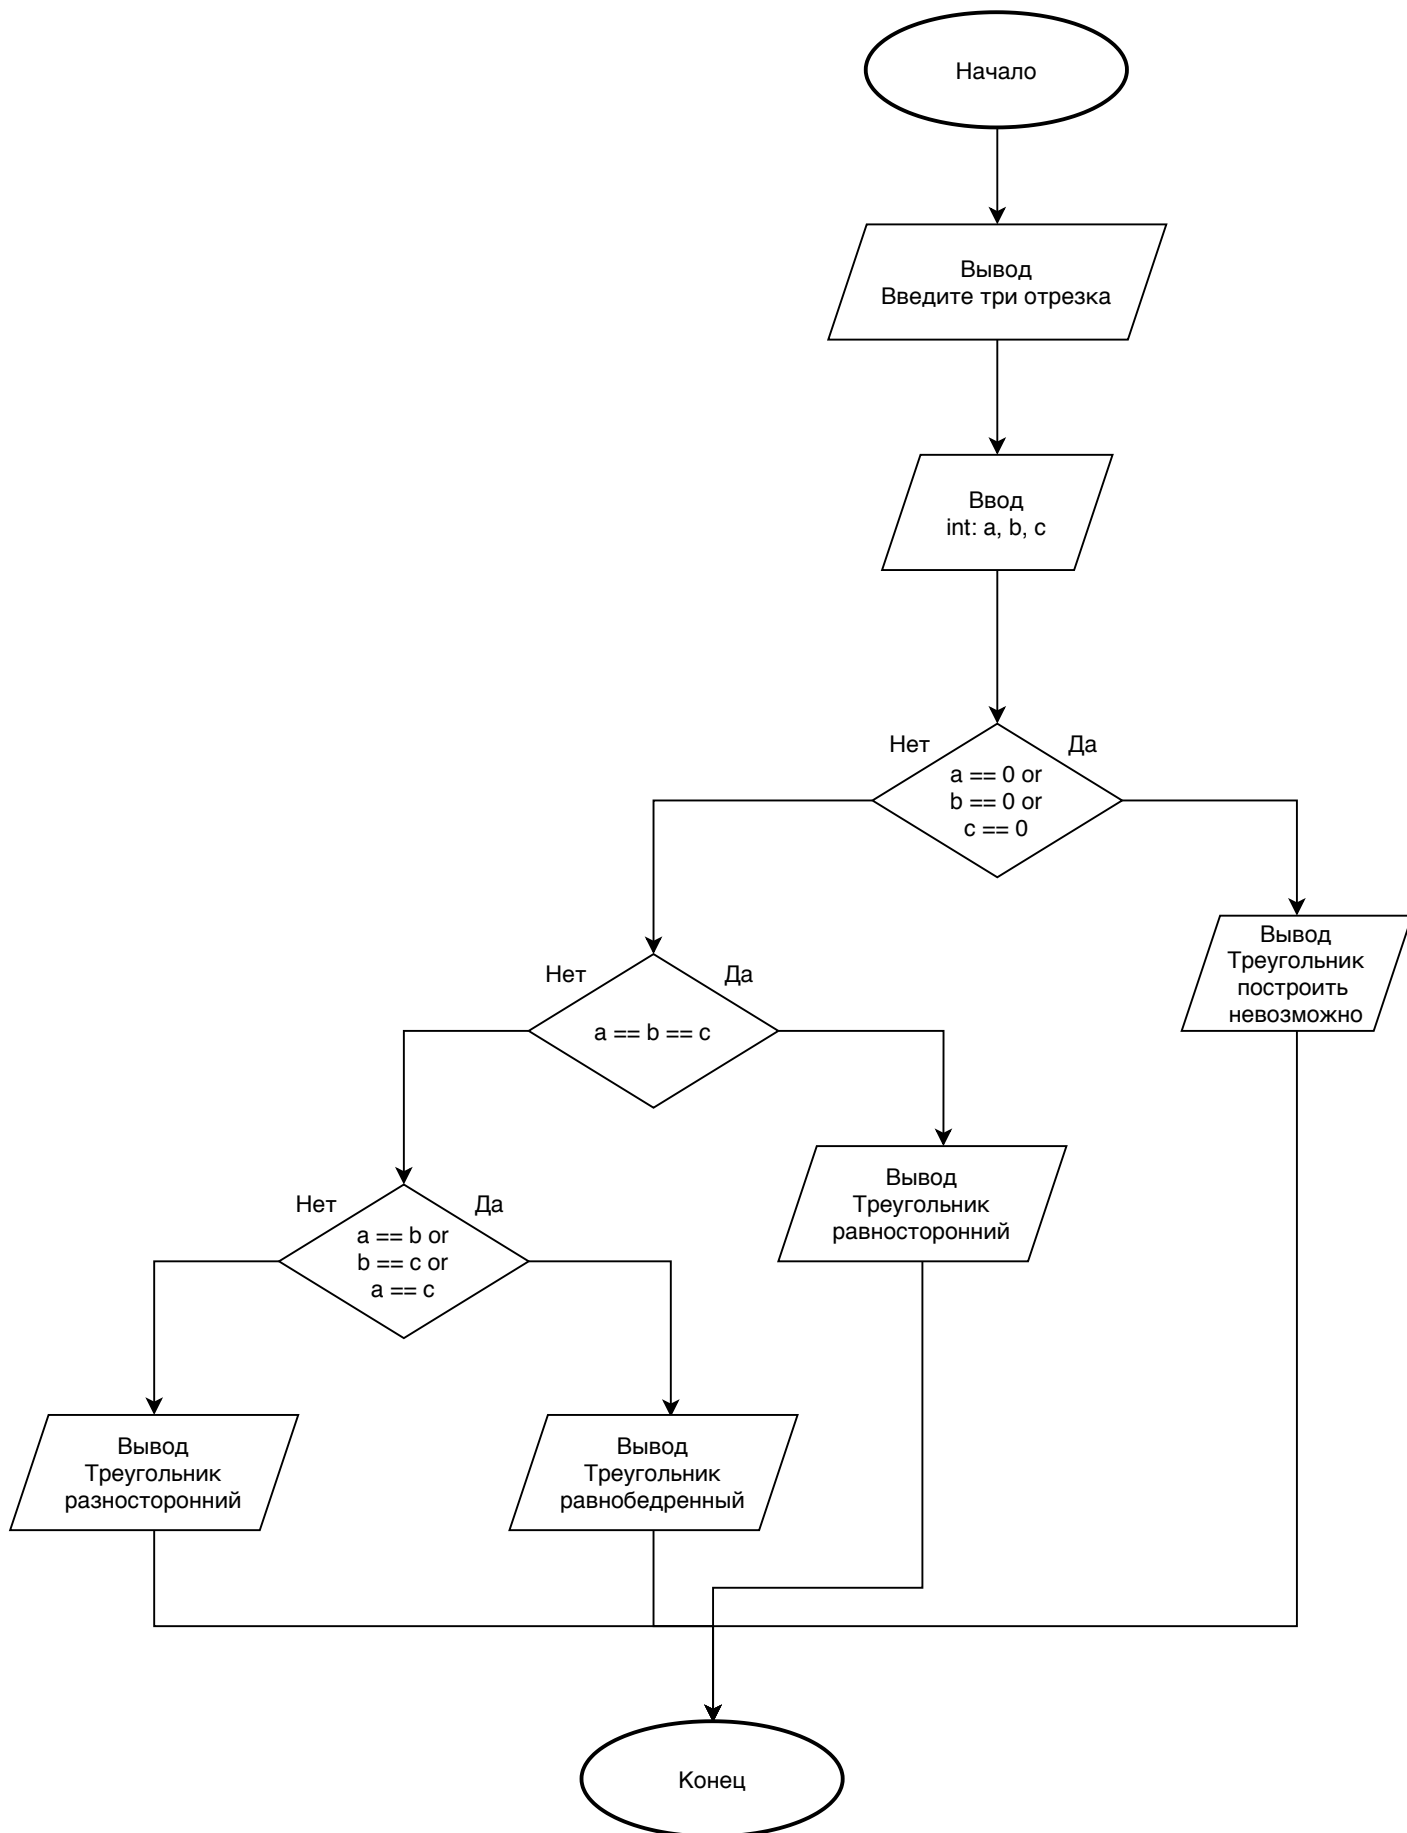 Начало
Вывод
Введите три отрезка
Ввод
int: a, b, c
Нет
Да
a == 0 or
b == 0 or
c == 0
Вывод
Треугольник
построить
невозможно
Нет
Да
a == b == c
Вывод
Треугольник
равносторонний
Нет
Да
a == b or
b == c or
a == c
Вывод
Треугольник
разносторонний
Вывод
Треугольник
равнобедренный
Конец